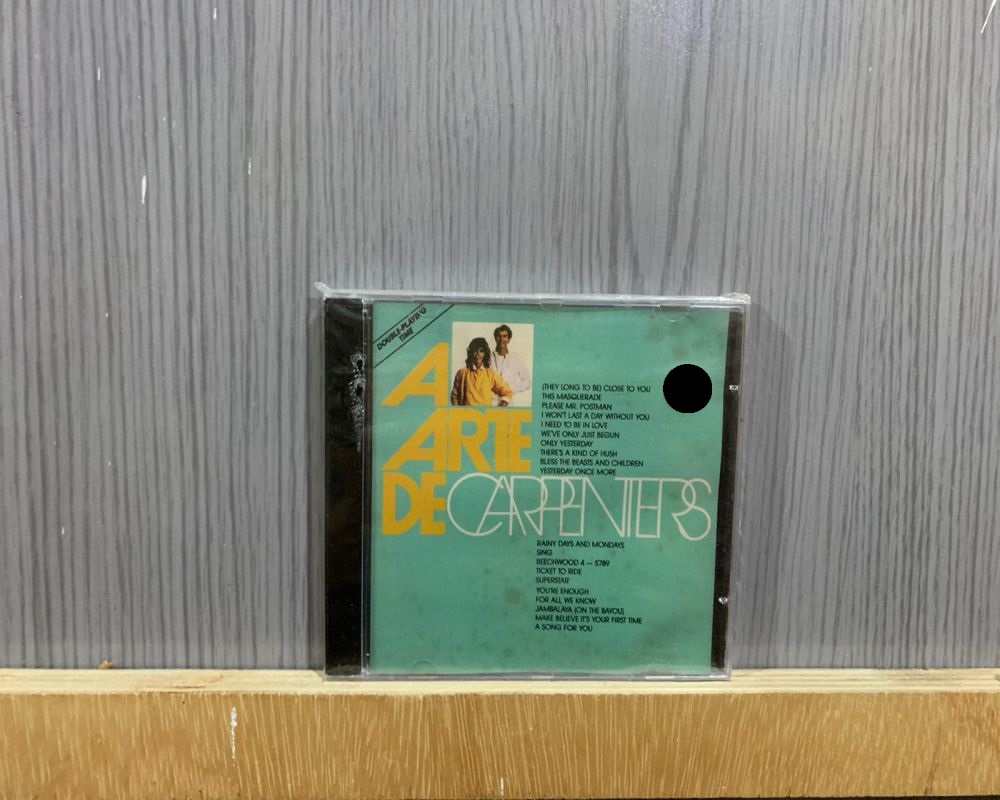 DOUBLE-PLAYING
TIME
A
ARTE
DE CARPENTERS
(THEY LONG TO BE) CLOSE TO YOU
THIS MASQUERADE
PLEASE MR. POSTMAN
I WON'T LAST A DAY WITHOUT YOU
I NEED TO BE IN LOVE
WE'VE ONLY JUST BEGUN
ONLY YESTERDAY
THERE'S A KIND OF HUSH
BLESS THE BEASTS AND CHILDREN
YESTERDAY ONCE MORE
RAINY DAYS AND MONDAYS
SING
BEECHWOOD 4 — 5789
TICKET TO RIDE
SUPERSTAR
YOU'RE ENOUGH
FOR ALL WE KNOW
JAMBALAYA (ON THE BAYOU)
MAKE BELIEVE IT'S YOUR FIRST TIME
A SONG FOR YOU